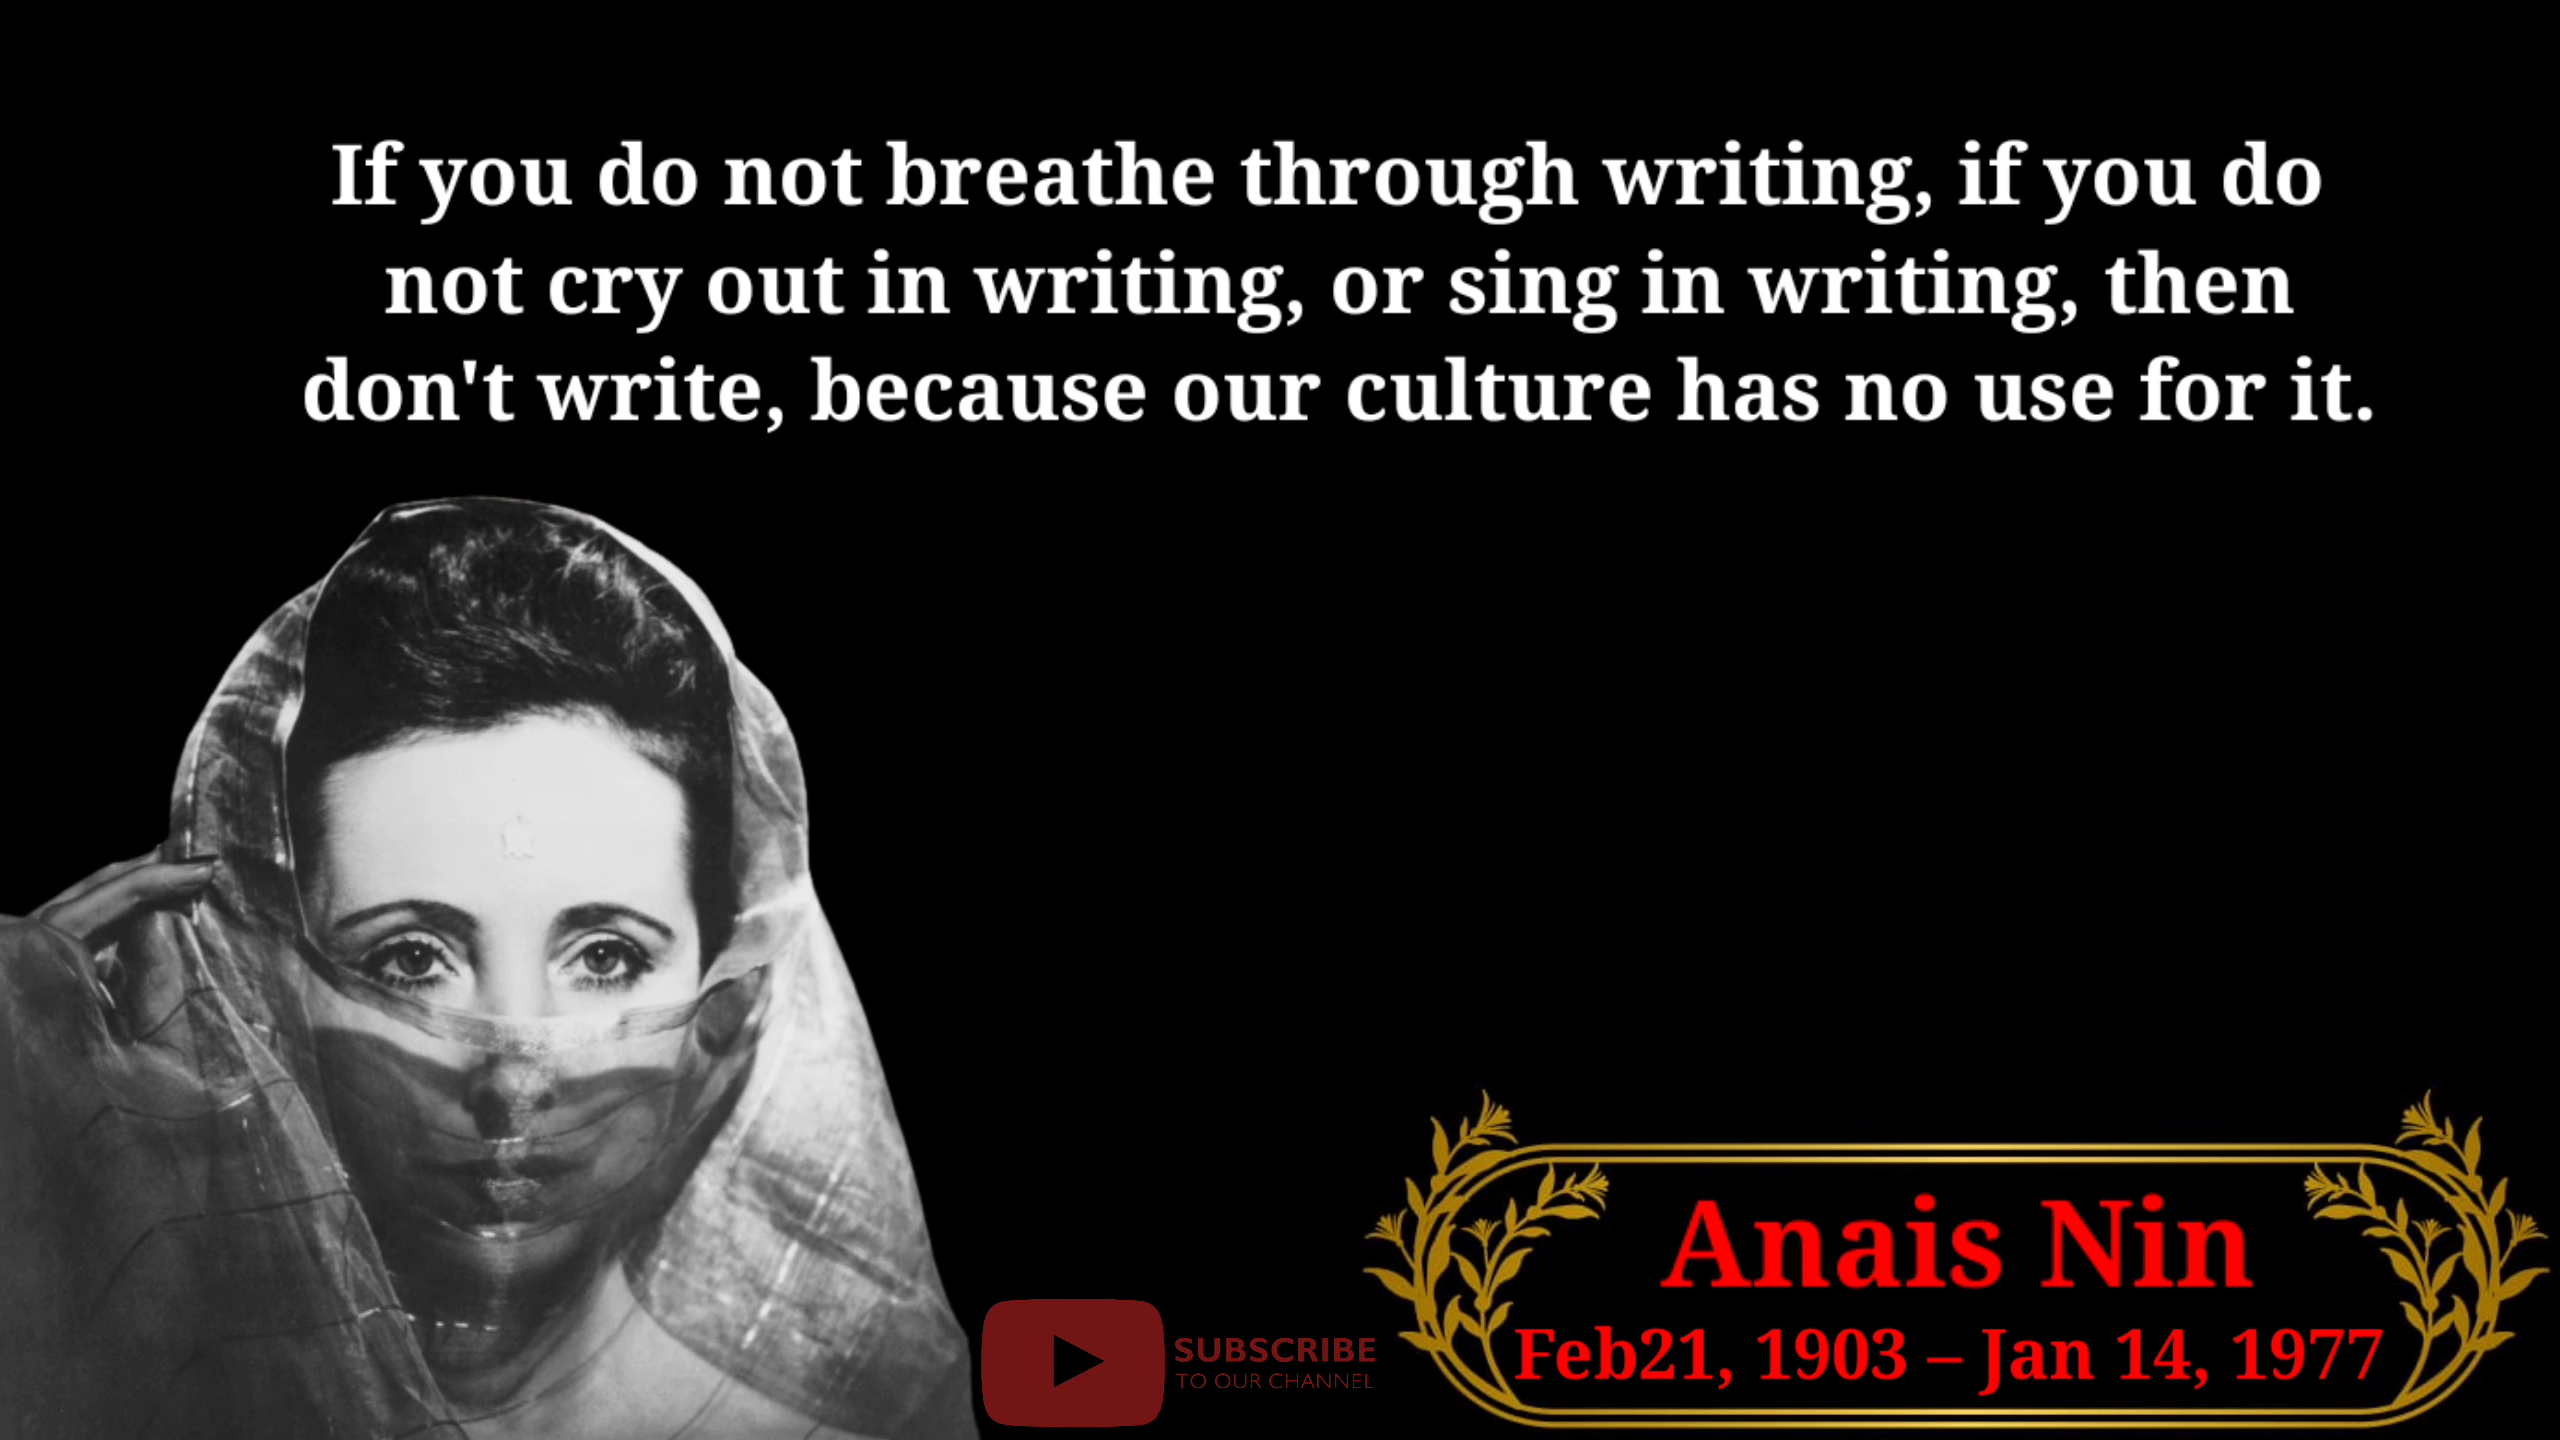 If you do not breathe through writing, if you do
not cry out in writing, or sing in writing, then
don't write, because our culture has no use for it.
Anais Nin
Feb21, 1903 – Jan 14, 1977
SUBSCRIBE
TO OUR CHANNEL